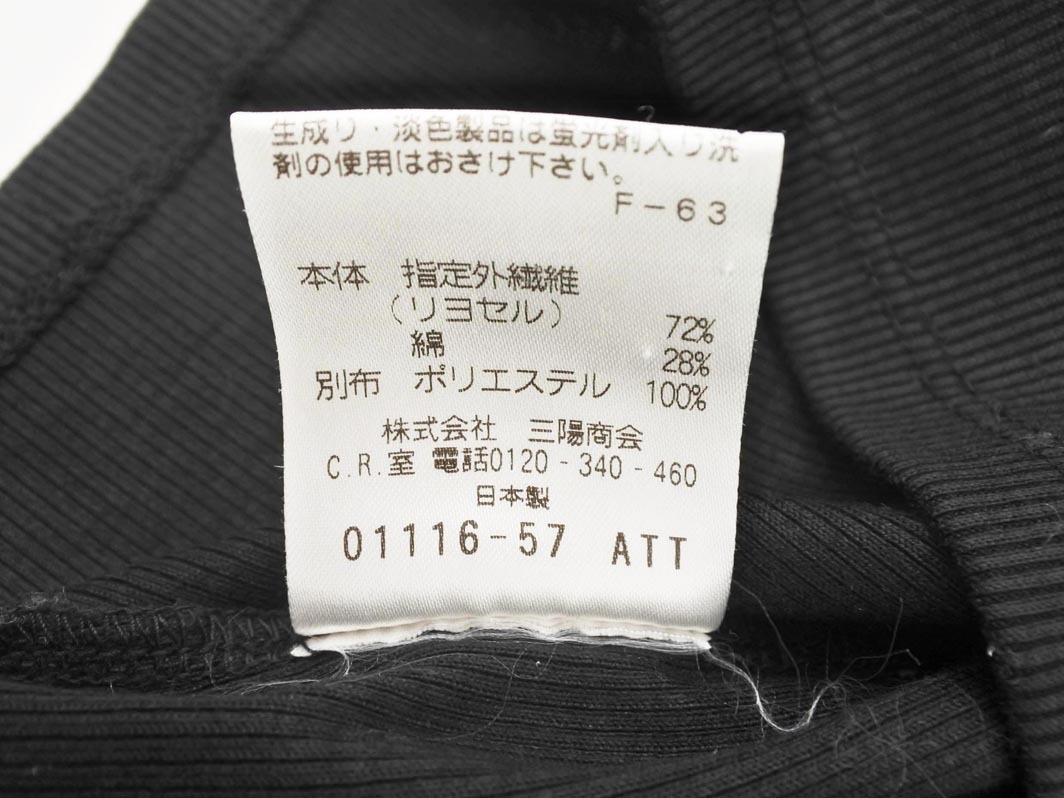 生成り・淡色製品は蛍光剤入り洗
剤の使用はおさけ下さい。
F-63
本体 指定外繊維
(リヨセル) 72%
綿 28%
別布 ポリエステル 100%
株式会社 三陽商会
C.R.室 電話0120-340-460
日本製
01116-57 ATT